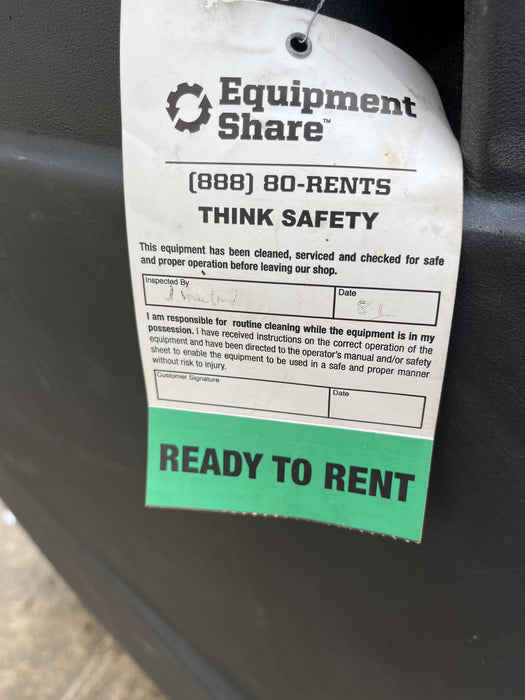 Equipment
Share™
(888) 80-RENTS
THINK SAFETY
This equipment has been cleaned, serviced and checked for safe
and proper operation before leaving our shop.
Inspected By
Date
I am responsible for routine cleaning while the equipment is in my
possession. I have received instructions on the correct operation of the
equipment and have been directed to the operator's manual and/or safety
sheet to enable the equipment to be used in a safe and proper manner
without risk to injury.
Customer Signature
Date
READY TO RENT